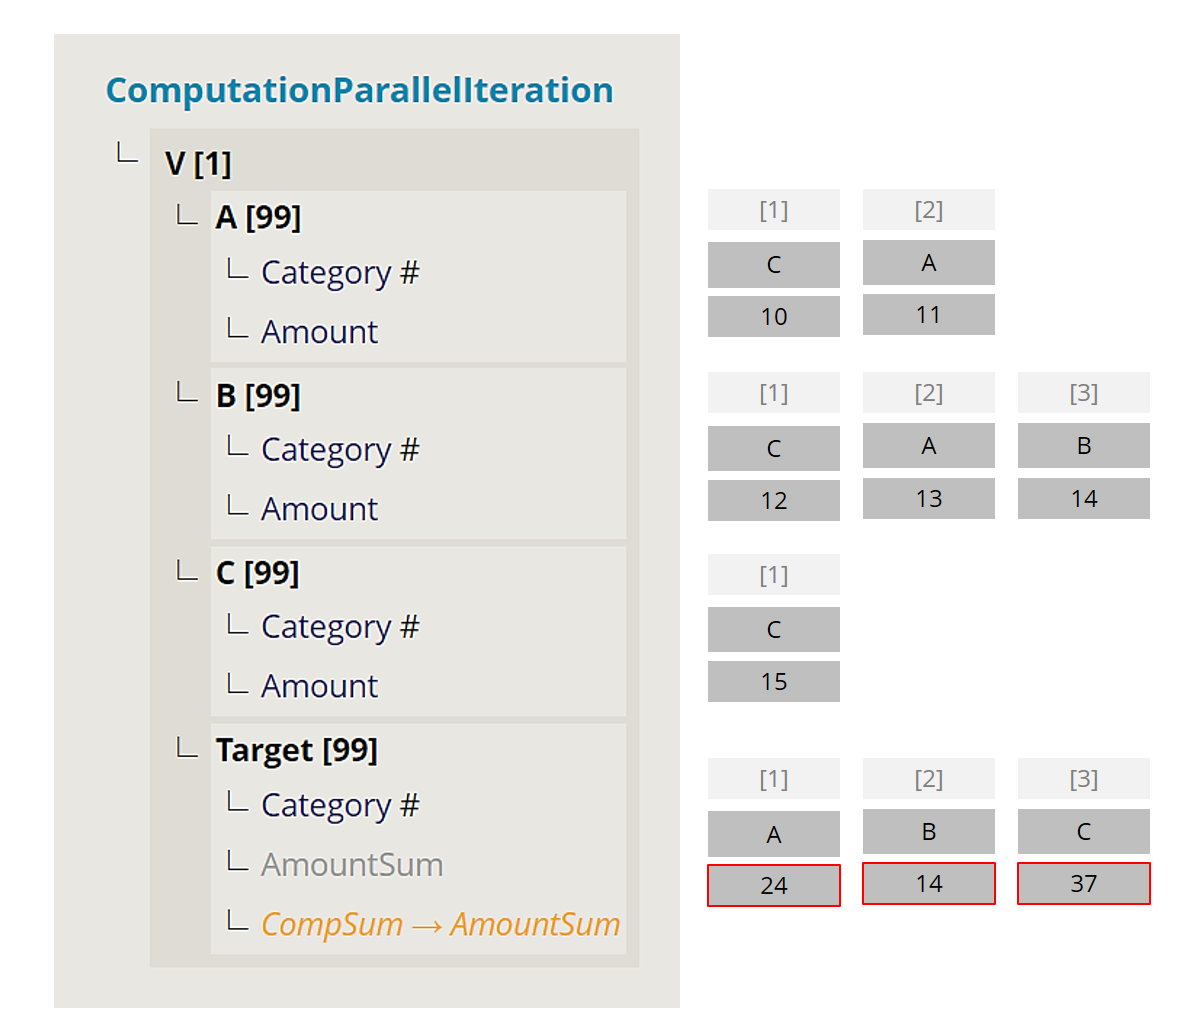 ComputationParallelIteration
V [1]
A [99] [1] [2]
Category # C A
Amount 10 11
B [99] [1] [2] [3]
Category # C A B
Amount 12 13 14
C [99] [1]
Category # C
Amount 15
Target [99] [1] [2] [3]
Category # A B C
AmountSum 24 14 37
CompSum → AmountSum